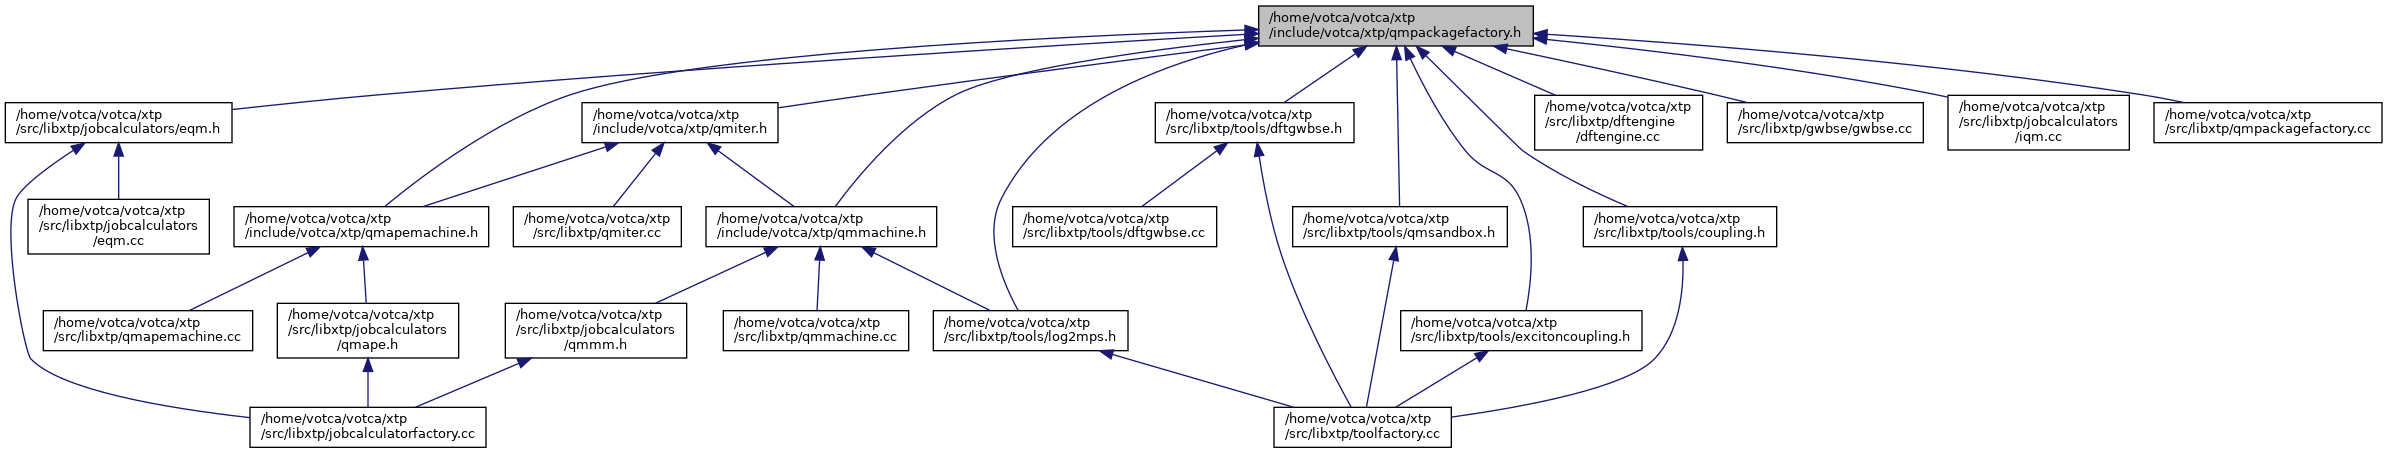 /home/votca/votca/xtp
/include/votca/xtp/qmpackagefactory.h
/home/votca/votca/xtp
/src/libxtp/jobcalculators/eqm.h
/home/votca/votca/xtp
/include/votca/xtp/qmiter.h
/home/votca/votca/xtp
/src/libxtp/tools/dftgwbse.h
/home/votca/votca/xtp
/src/libxtp/dftengine
/dftengine.cc
/home/votca/votca/xtp
/src/libxtp/gwbse/gwbse.cc
/home/votca/votca/xtp
/src/libxtp/jobcalculators
/iqm.cc
/home/votca/votca/xtp
/src/libxtp/qmpackagefactory.cc
/home/votca/votca/xtp
/src/libxtp/jobcalculators
/eqm.cc
/home/votca/votca/xtp
/include/votca/xtp/qmapemachine.h
/home/votca/votca/xtp
/src/libxtp/qmiter.cc
/home/votca/votca/xtp
/include/votca/xtp/qmmachine.h
/home/votca/votca/xtp
/src/libxtp/tools/dftgwbse.cc
/home/votca/votca/xtp
/src/libxtp/tools/qmsandbox.h
/home/votca/votca/xtp
/src/libxtp/tools/coupling.h
/home/votca/votca/xtp
/src/libxtp/qmapemachine.cc
/home/votca/votca/xtp
/src/libxtp/jobcalculators
/qmape.h
/home/votca/votca/xtp
/src/libxtp/jobcalculators
/qmmm.h
/home/votca/votca/xtp
/src/libxtp/qmmachine.cc
/home/votca/votca/xtp
/src/libxtp/tools/log2mps.h
/home/votca/votca/xtp
/src/libxtp/tools/excitoncoupling.h
/home/votca/votca/xtp
/src/libxtp/jobcalculatorfactory.cc
/home/votca/votca/xtp
/src/libxtp/toolfactory.cc